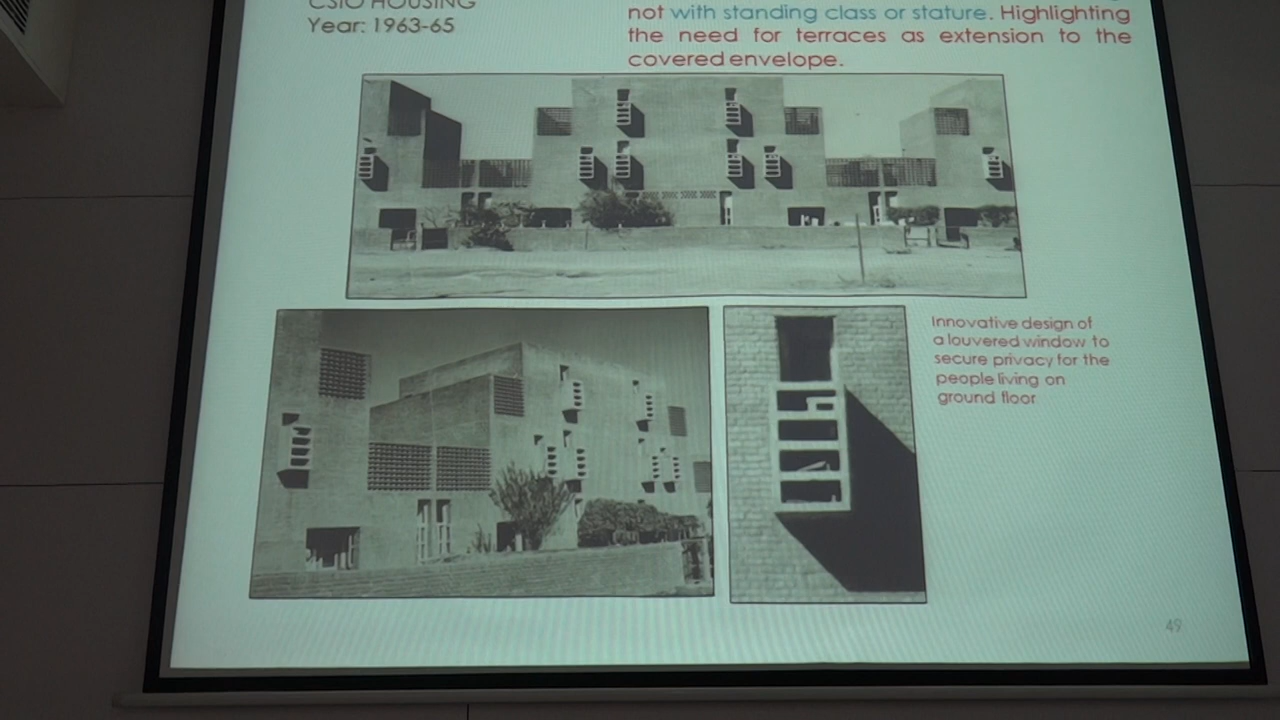 CSIO HOUSING
Year: 1963-65
not with standing class or stature. Highlighting
the need for terraces as extension to the
covered envelope.
Innovative design of
a louvered window to
secure privacy for the
people living on
ground floor
49